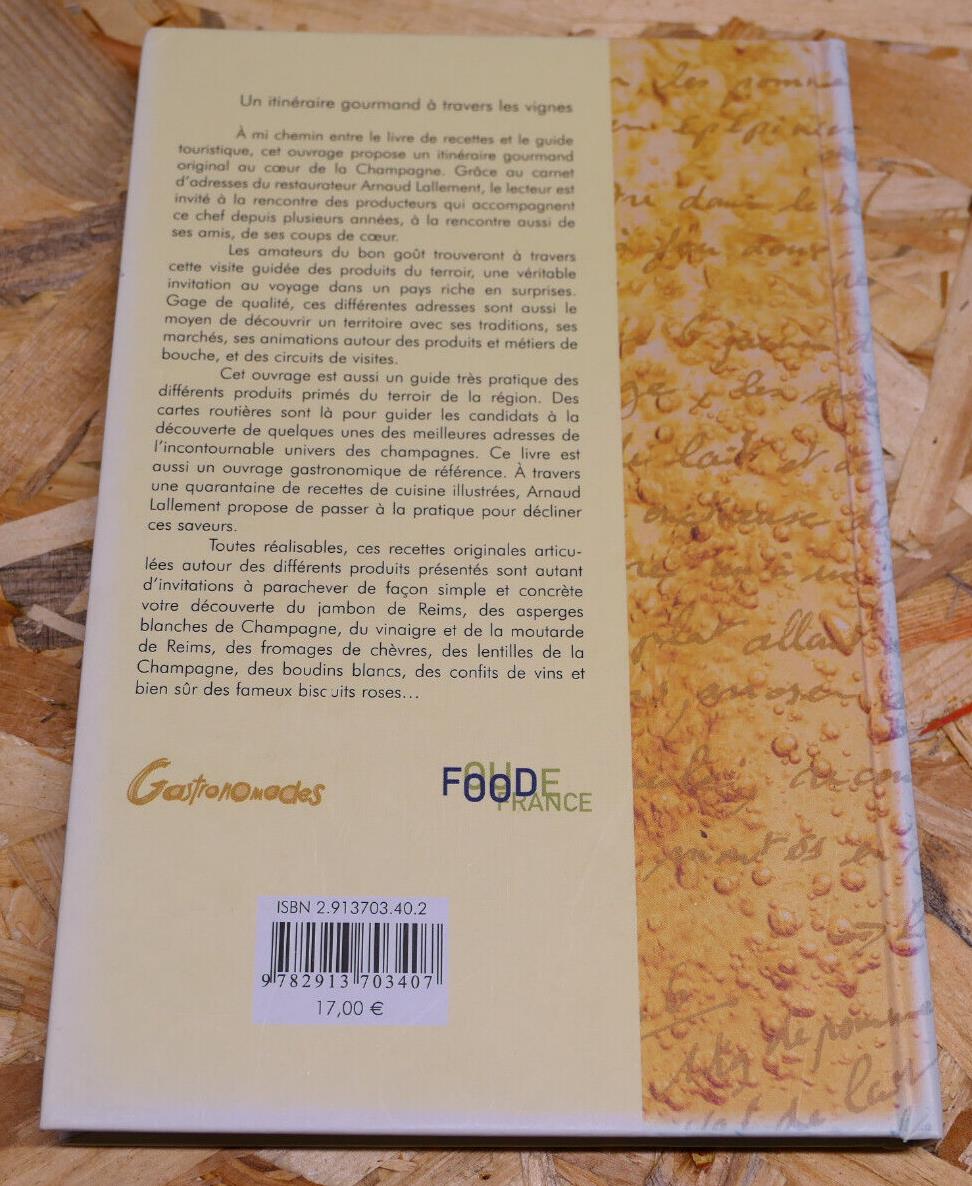 Un itinéraire gourmand à travers les vignes
À mi chemin entre le livre de recettes et le guide
touristique, cet ouvrage propose un itinéraire gourmand
original au cœur de la Champagne. Grâce au carnet
d'adresses du restaurateur Arnaud Lallement, le lecteur est
invité à la rencontre des producteurs qui accompagnent
ce chef depuis plusieurs années, à la rencontre aussi de
ses amis, de ses coups de cœur.
Les amateurs du bon goût trouveront à travers
cette visite guidée des produits du terroir, une véritable
invitation au voyage dans un pays riche en surprises.
Gage de qualité, ces différentes adresses sont aussi le
moyen de découvrir un territoire avec ses traditions, ses
marchés, ses animations autour des produits et métiers de
bouche, et des circuits de visites.
Cet ouvrage est aussi un guide très pratique des
différents produits primés du terroir de la région. Des
cartes routières sont là pour guider les candidats à la
découverte de quelques unes des meilleures adresses de
l'incontournable univers des champagnes. Ce livre est
aussi un ouvrage gastronomique de référence. À travers
une quarantaine de recettes de cuisine illustrées, Arnaud
Lallement propose de passer à la pratique pour décliner
ces saveurs.
Toutes réalisables, ces recettes originales articu-
lées autour des différents produits présentés sont autant
d'invitations à parachever de façon simple et concrète
votre découverte du jambon de Reims, des asperges
blanches de Champagne, du vinaigre et de la moutarde
de Reims, des fromages de chèvres, des lentilles de la
Champagne, des boudins blancs, des confits de vins et
bien sûr des fameux biscuits roses...
Gastronomades
FOOD
FRANCE
ISBN 2.913703.40.2
9 782913 703407
17,00 €
les pomme
dans le
le lait
allant
de pomme
de lait